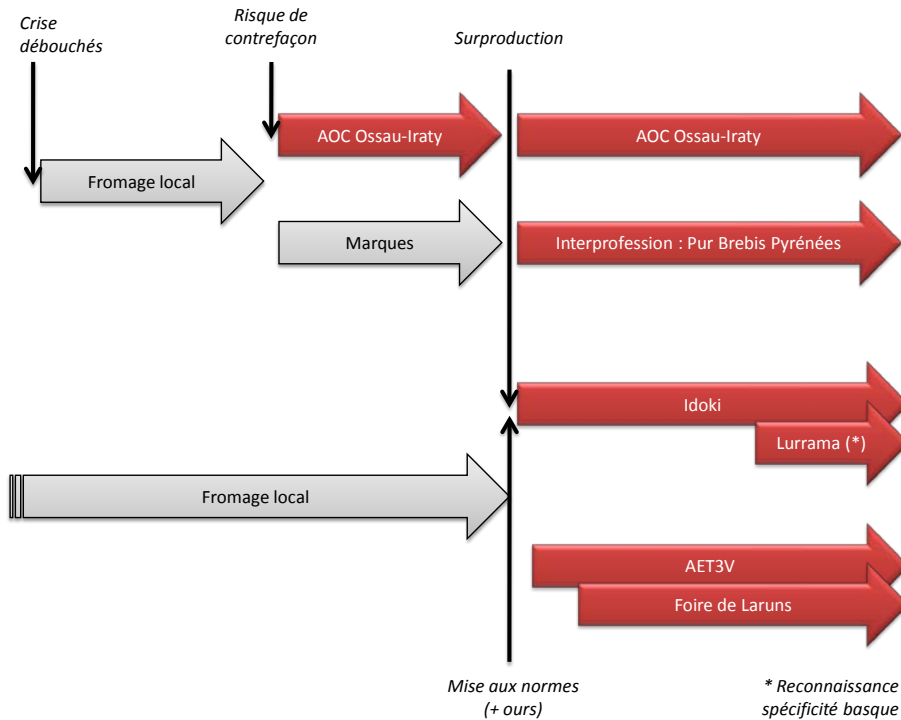 Crise
débouchés
Risque de
contrefaçon
Surproduction
AOC Ossau-Iraty
AOC Ossau-Iraty
Fromage local
Marques
Interprofession : Pur Brebis Pyrénées
Idoki
Lurrama (*)
Fromage local
AET3V
Foire de Laruns
Mise aux normes
(+ ours)
* Reconnaissance
spécificité basque